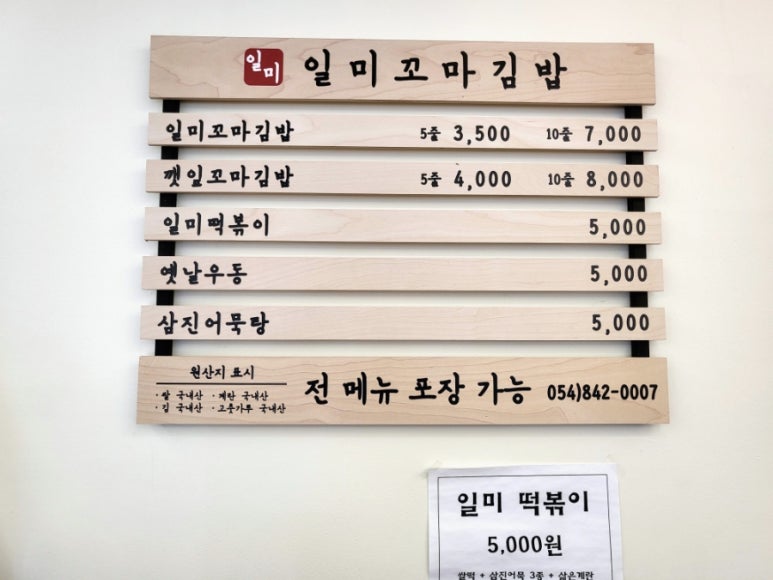 일미 일미꼬마김밥
일미꼬마김밥 5줄 3,500 10줄 7,000
깻잎꼬마김밥 5줄 4,000 10줄 8,000
일미떡볶이 5,000
옛날우동 5,000
삼진어묵탕 5,000
원산지 표시
· 쌀 국내산 · 계란 국내산
· 김 국내산 · 고춧가루 국내산
전 메뉴 포장 가능 054)842-0007
일미 떡볶이
5,000원
쌀떡 + 삼진어묵 3종 + 삶은계란